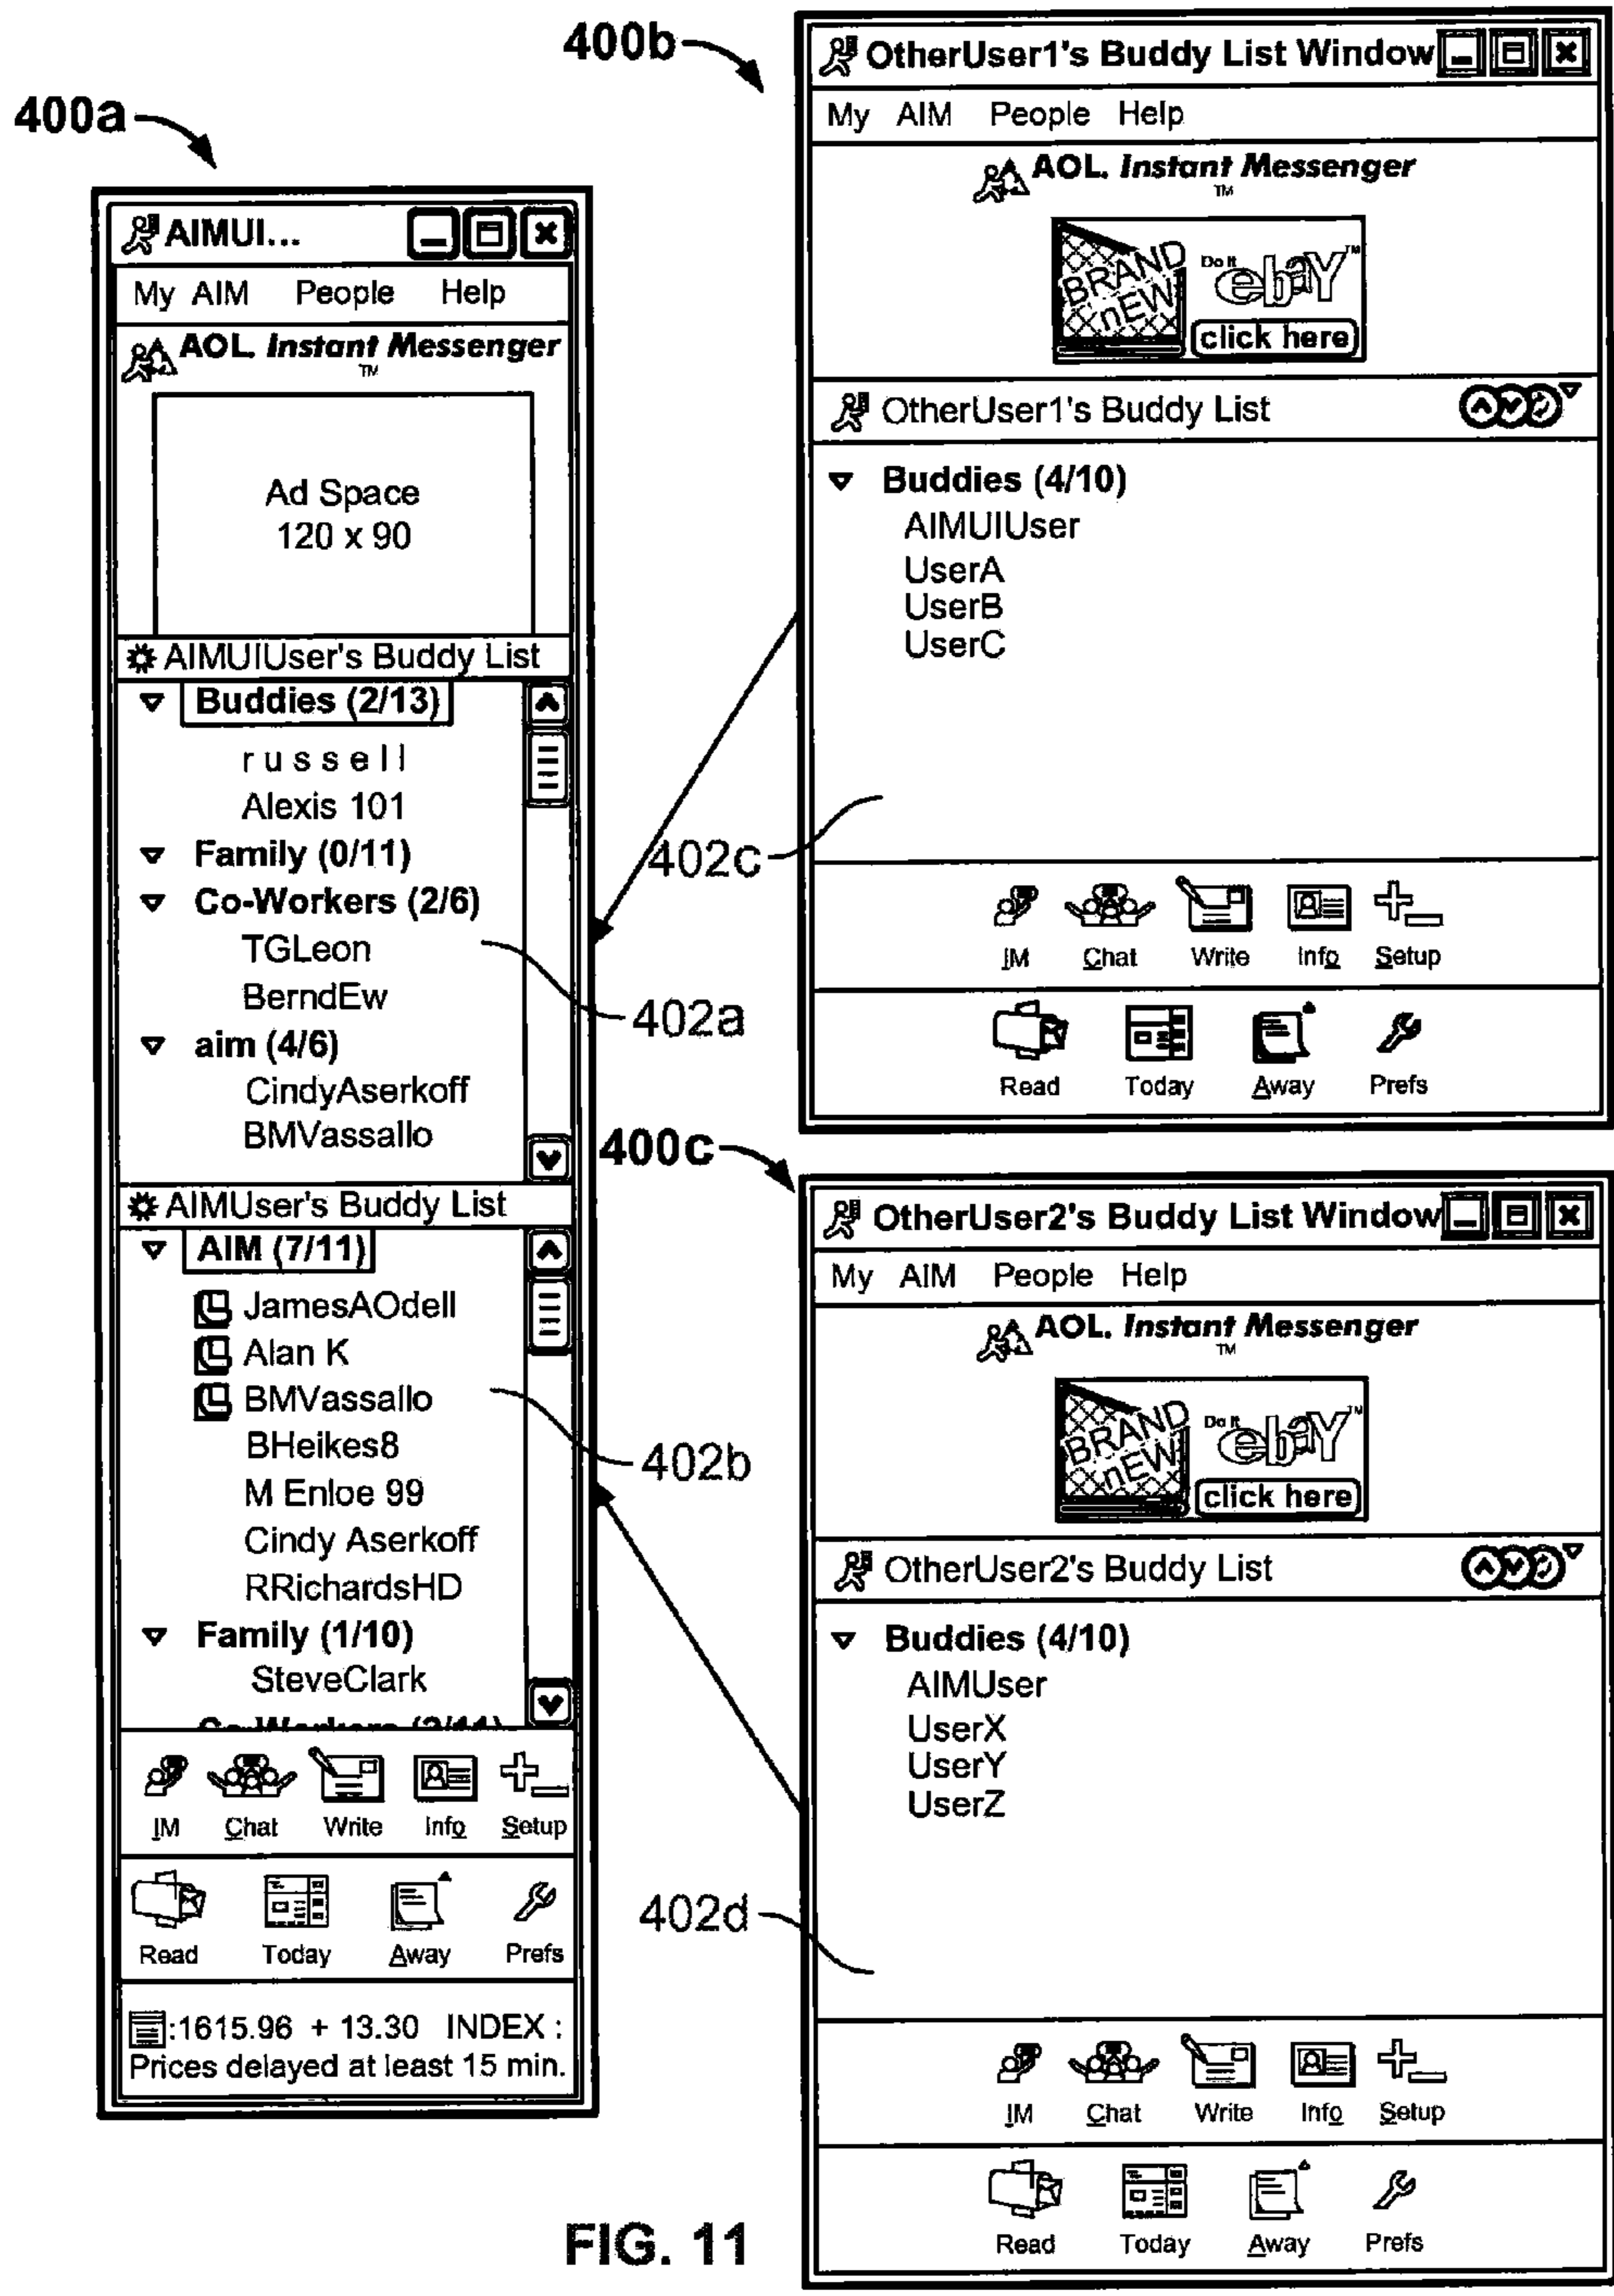 400a
AIMUI...
My AIM People Help
AOL. Instant Messenger
TM
Ad Space
120 x 90
AIMUIUser's Buddy List
Buddies (2/13)
russell
Alexis 101
Family (0/11)
Co-Workers (2/6)
TGLeon
BerndEw
402a
aim (4/6)
CindyAserkoff
BMVassallo
AIMUser's Buddy List
AIM (7/11)
JamesAOdell
Alan K
BMVassallo
402b
BHeikes8
M Enloe 99
Cindy Aserkoff
RRichardsHD
Family (1/10)
SteveClark
IM Chat Write Info Setup
Read Today Away Prefs
:1615.96 + 13.30 INDEX :
Prices delayed at least 15 min.
400b
OtherUser1's Buddy List Window
My AIM People Help
AOL. Instant Messenger
TM
BRAND
nEW
Do It
ebaY™
click here
OtherUser1's Buddy List
Buddies (4/10)
AIMUIUser
UserA
UserB
UserC
402c
IM Chat Write Info Setup
Read Today Away Prefs
400c
OtherUser2's Buddy List Window
My AIM People Help
AOL. Instant Messenger
TM
BRAND
nEW
Do It
ebaY™
click here
OtherUser2's Buddy List
Buddies (4/10)
AIMUser
UserX
UserY
UserZ
402d
IM Chat Write Info Setup
Read Today Away Prefs
FIG. 11